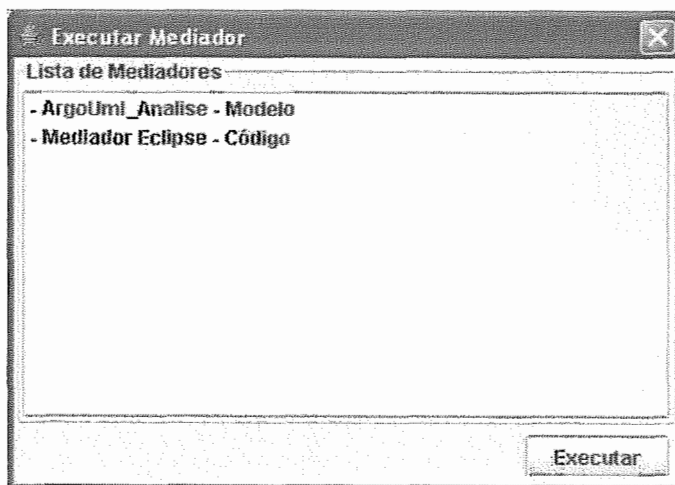 Executar Mediador
Lista de Mediadores
- ArgoUml_Analise - Modelo
- Mediador Eclipse - Código
Executar